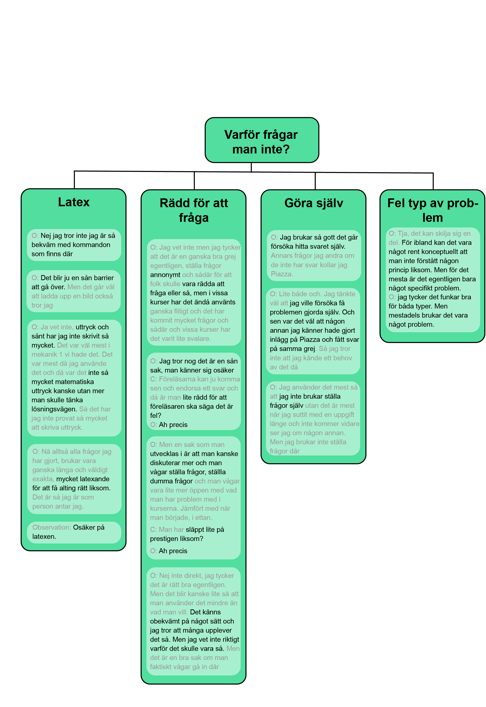 Varför frågar
man inte?
Latex
O: Nej jag tror inte jag är så
bekväm med kommandon
som finns där
O: Det blir ju en sån barriär
att gå över. Men det går väl
att ladda upp en bild också
tror jag
O: Ja vet inte, uttryck och
sånt har jag inte skrivit så
mycket. Det var väl mest i
mekanik 1 vi hade det. Det
var mest då jag använde
det och då var det inte så
mycket matematiska
uttryck kanske utan mer
man skulle tänka
lösningsvägen. Så det har
jag inte provat så mycket
att skriva uttryck.
O: Nä alltså alla frågor jag
har gjort, brukar vara
ganska långa och väldigt
exakta. mycket latexande
för att få alting rätt liksom.
Det är så jag är som
person antar jag.
Observation: Osäker på
latexen.
Rädd för att
fråga
O: Jag vet inte men jag tycker
att det är en ganska bra grej
egentligen, ställa frågor
annonymt och sådär för att
folk skulle vara rädda att
fråga eller så, men i vissa
kurser har det ändå använts
ganska flitigt och det har
kommit mycket frågor och
sådär och vissa kurser har
det varit lite svalare.
O: Jag tror nog det är en sån
sak, man känner sig osäker
C: Föreläsarna kan ju komma
sen och endorsa ett svar och
då är man lite rädd för att
föreläsaren ska säga det är
fel?
O: Ah precis
O: Men en sak som man
utvecklas i är att man kanske
diskuterar mer och man
vågar ställa frågor, ställla
dumma frågor och man vågar
vara lite mer öppen med vad
man har problem med i
kurserna. Jämfört med när
man började, i ettan.
C: Man har släppt lite på
prestigen liksom?
O: Ah precis
O: Nej inte direkt, jag tycker
det är rätt bra egentligen.
Men det blir kanske lite så att
man använder det mindre än
vad man vill. Det känns
obekvämt på något sätt och
jag tror att många upplever
det så. Men jag vet inte riktigt
varför det skulle vara så. Men
det är en bra sak om man
faktiskt vågar gå in där
Göra själv
O: Jag brukar så gott det går
försöka hitta svaret själv.
Annars frågor jag andra om
de inte har svar kollar jag
Piazza.
O: Lite både och. Jag tänkte
väl att jag ville försöka få
problemen gjorda själv. Och
sen var det väl att någon
annan jag känner hade gjort
inlägg på Piazza och fått svar
på samma grej. Så jag tror
inte att jag kände ett behov
av det då
O: Jag använder det mest så
att jag inte brukar ställa
frågor själv utan det är mest
när jag suttit med en uppgift
länge och inte kommer vidare
ser jag om någon annan.
Men jag brukar inte ställa
frågor där
Fel typ av prob-
lem
O: Tja, det kan skilja sig en
del. För ibland kan det vara
något rent konceptuellt att
man inte förstått någon
princip liksom. Men för det
mesta är det egentligen bara
något specifikt problem.
O: jag tycker det funkar bra
för båda typer. Men
mestadels brukar det vara
något problem.